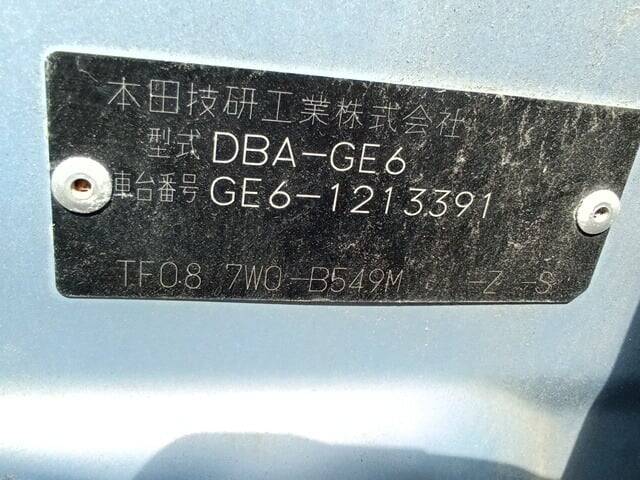 本田技研工業株式会社
型式 DBA-GE6
車台番号 GE6-1213391
TF08 7W0-B549M -Z -S